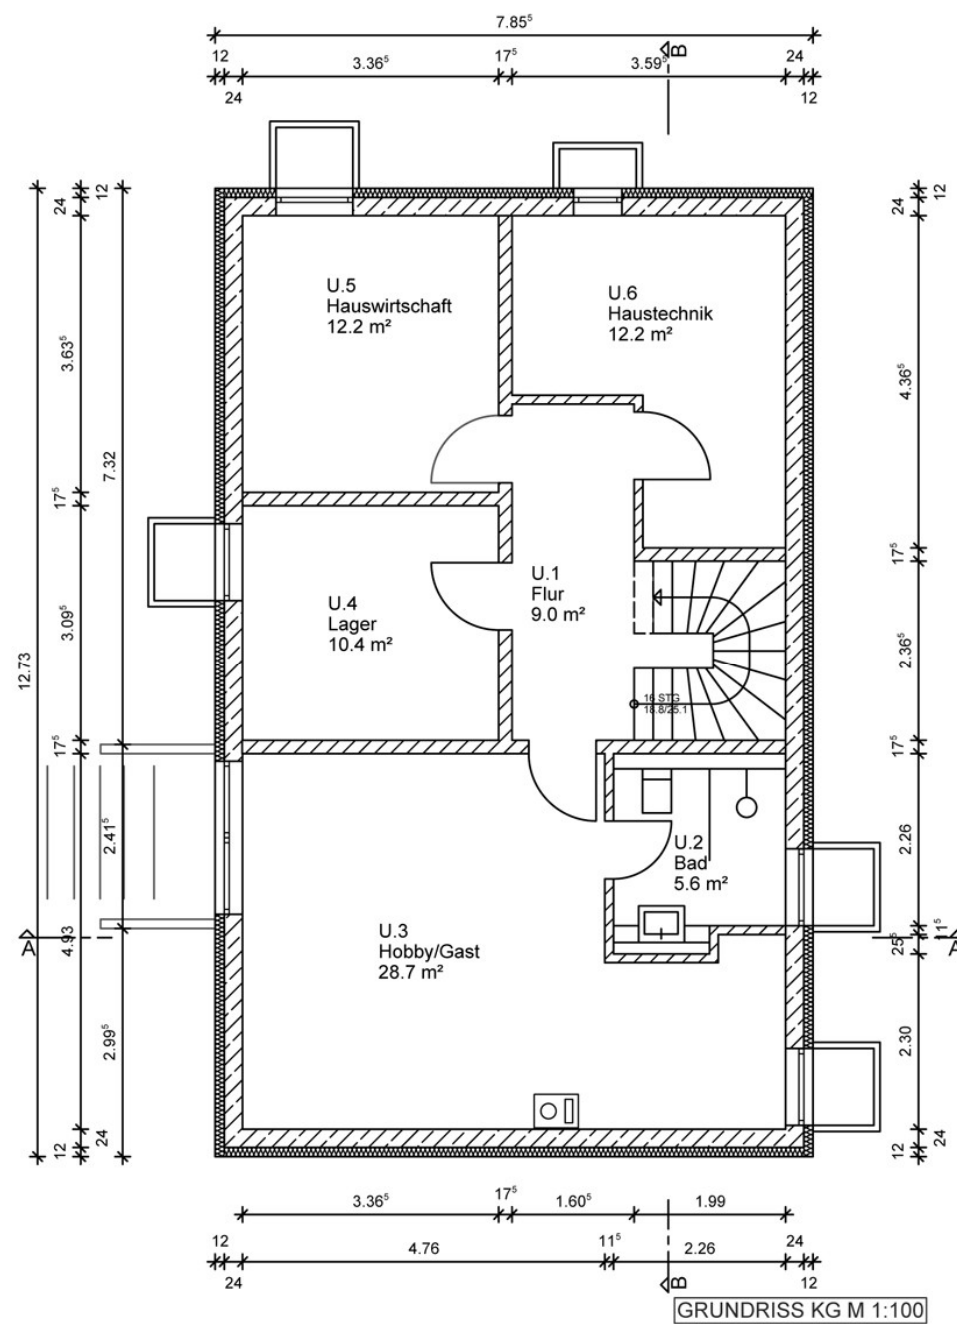 7.85⁵
12
3.36⁵
17⁵
3.59⁵
B
24
24
12
12
24
12
24
3.63⁵
7.32
17⁵
3.09⁵
12.73
17⁵
2.41⁵
A
4.93
2.99⁵
24
12
U.5
Hauswirtschaft
12.2 m²
U.6
Haustechnik
12.2 m²
U.4
Lager
10.4 m²
U.1
Flur
9.0 m²
16 STG
18.8/25.1
U.2
Bad
5.6 m²
U.3
Hobby/Gast
28.7 m²
12
24
4.36⁵
17⁵
2.36⁵
17⁵
2.26
11⁵
25⁵
A
2.30
24
12
3.36⁵
17⁵
1.60⁵
1.99
12
4.76
11⁵
2.26
24
24
B
12
GRUNDRISS KG M 1:100